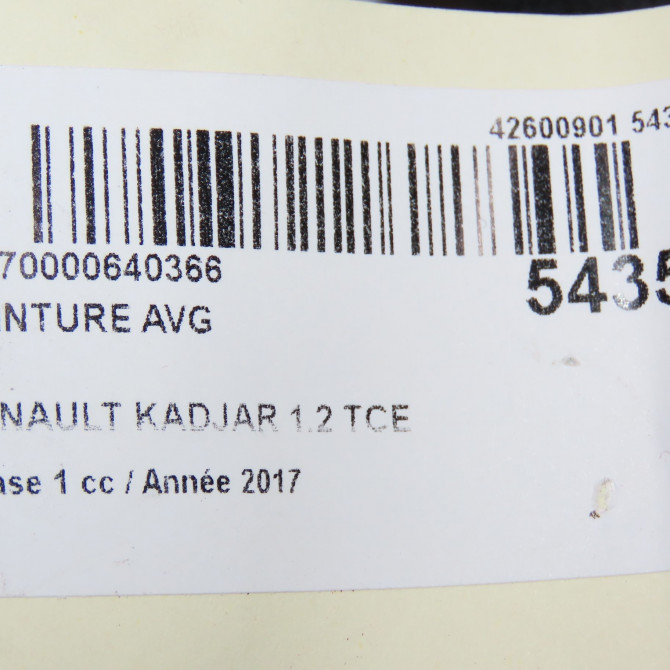 42600901 543
70000640366
5435
NTURE AVG
NAULT KADJAR 1.2 TCE
ase 1 cc / Année 2017